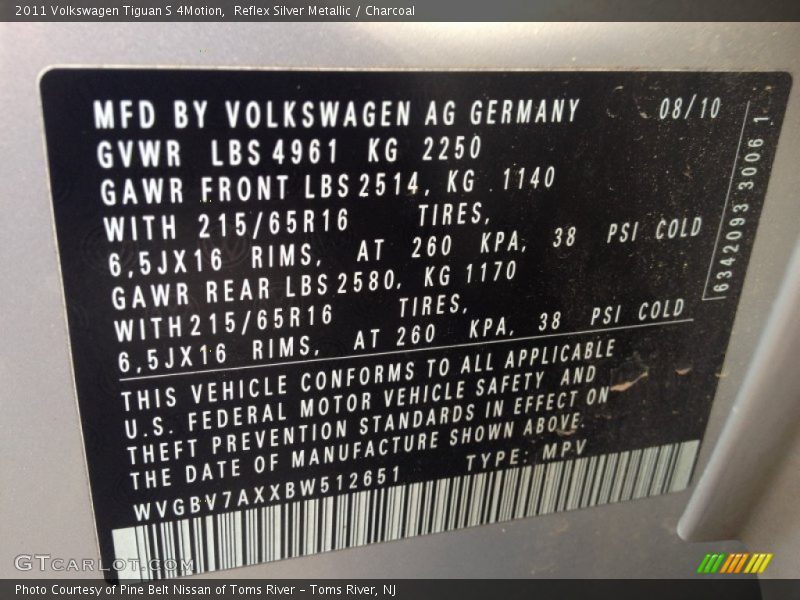 2011 Volkswagen Tiguan S 4Motion,  Reflex Silver Metallic / Charcoal
MFD BY VOLKSWAGEN AG GERMANY 08/10
GVWR LBS 4961 KG 2250
GAWR FRONT LBS 2514, KG 1140
WITH 215/65R16 TIRES,
6,5JX16 RIMS, AT 260 KPA, 38 PSI COLD
GAWR REAR LBS 2580, KG 1170
WITH 215/65R16 TIRES,
6,5JX16 RIMS, AT 260 KPA, 38 PSI COLD
6342093 3006 1
THIS VEHICLE CONFORMS TO ALL APPLICABLE
U.S. FEDERAL MOTOR VEHICLE SAFETY AND
THEFT PREVENTION STANDARDS IN EFFECT ON
THE DATE OF MANUFACTURE SHOWN ABOVE.
WVGBV7AXXBW512651 TYPE: MPV
GTcarlot.com
Photo Courtesy of Pine Belt Nissan of Toms River – Toms River, NJ